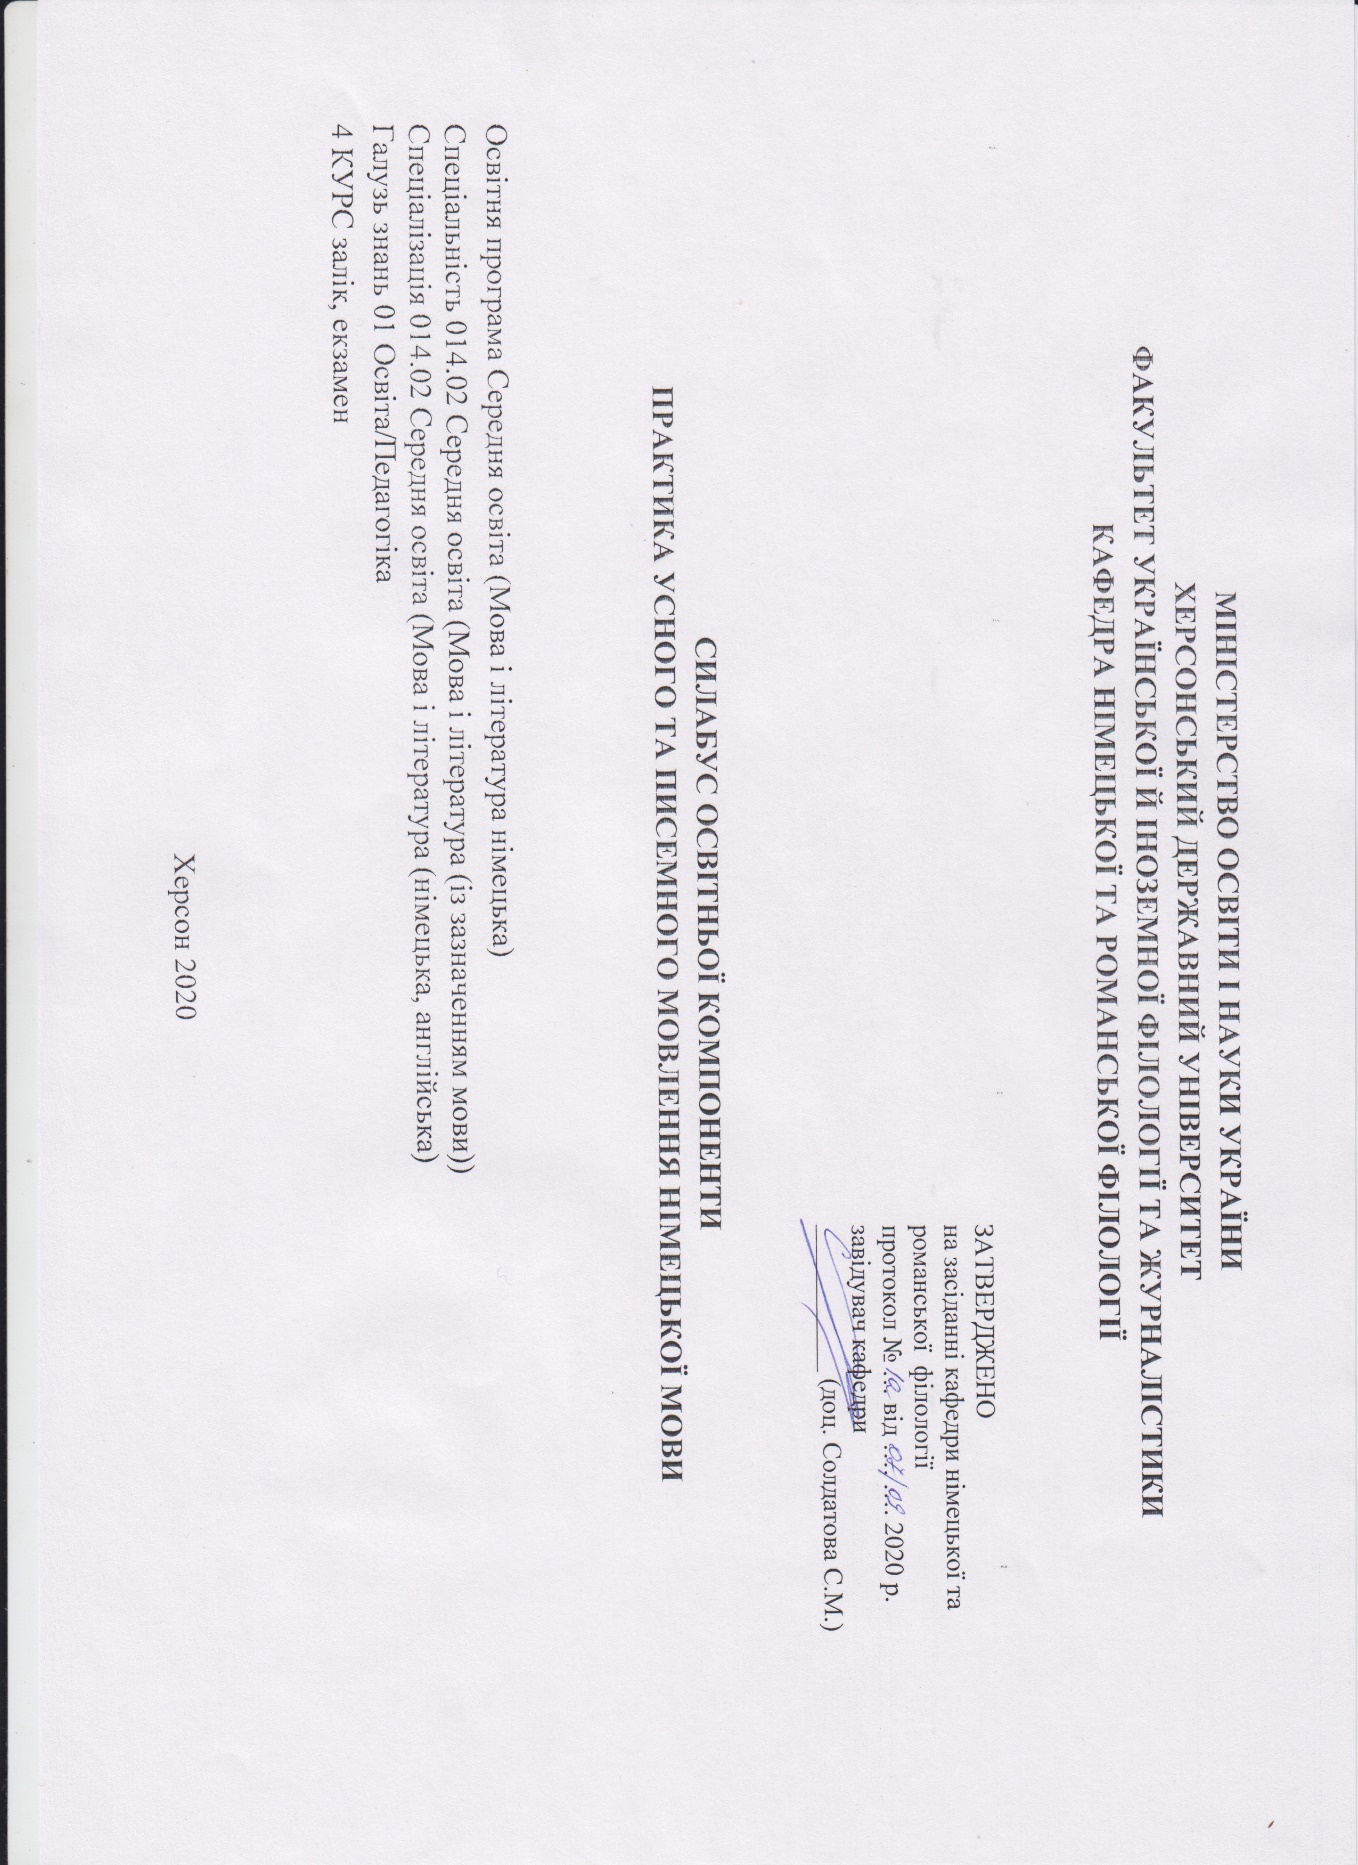 МІНІСТЕРСТВО ОСВІТИ І НАУКИ УКРАЇНИ
ХЕРСОНСЬКИЙ ДЕРЖАВНИЙ УНІВЕРСИТЕТ
ФАКУЛЬТЕТ УКРАЇНСЬКОЇ Й ІНОЗЕМНОЇ ФІЛОЛОГІЇ ТА ЖУРНАЛІСТИКИ
КАФЕДРА НІМЕЦЬКОЇ ТА РОМАНСЬКОЇ ФІЛОЛОГІЇ
ЗАТВЕРДЖЕНО
на засіданні кафедри німецької та
романської філології
протокол № від 2020 р.
завідувач кафедри
(доц. Солдатова С.М.)
СИЛАБУС ОСВІТНЬОЇ КОМПОНЕНТИ
ПРАКТИКА УСНОГО ТА ПИСЕМНОГО МОВЛЕННЯ НІМЕЦЬКОЇ МОВИ
Освітня програма Середня освіта (Мова і література німецька)
Спеціальність 014.02 Середня освіта (Мова і література (із зазначенням мови))
Спеціалізація 014.02 Середня освіта (Мова і література (німецька, англійська)
Галузь знань 01 Освіта/Педагогіка
4 КУРС залік, екзамен
Херсон 2020